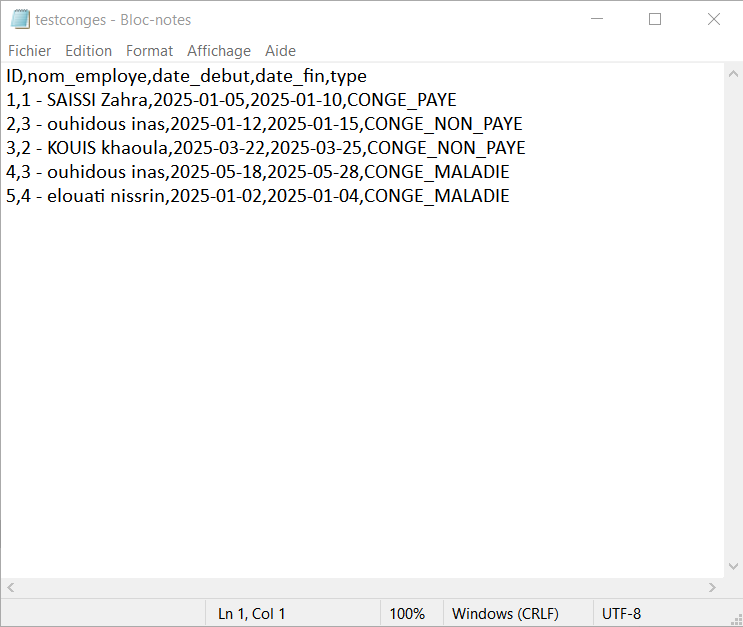 testconges - Bloc-notes
Fichier Edition Format Affichage Aide
ID,nom_employe,date_debut,date_fin,type
1,1 - SAISSI Zahra,2025-01-05,2025-01-10,CONGE_PAYE
2,3 - ouhidous inas,2025-01-12,2025-01-15,CONGE_NON_PAYE
3,2 - KOUIS khaoula,2025-03-22,2025-03-25,CONGE_NON_PAYE
4,3 - ouhidous inas,2025-05-18,2025-05-28,CONGE_MALADIE
5,4 - elouati nissrin,2025-01-02,2025-01-04,CONGE_MALADIE
Ln 1, Col 1 100% Windows (CRLF) UTF-8